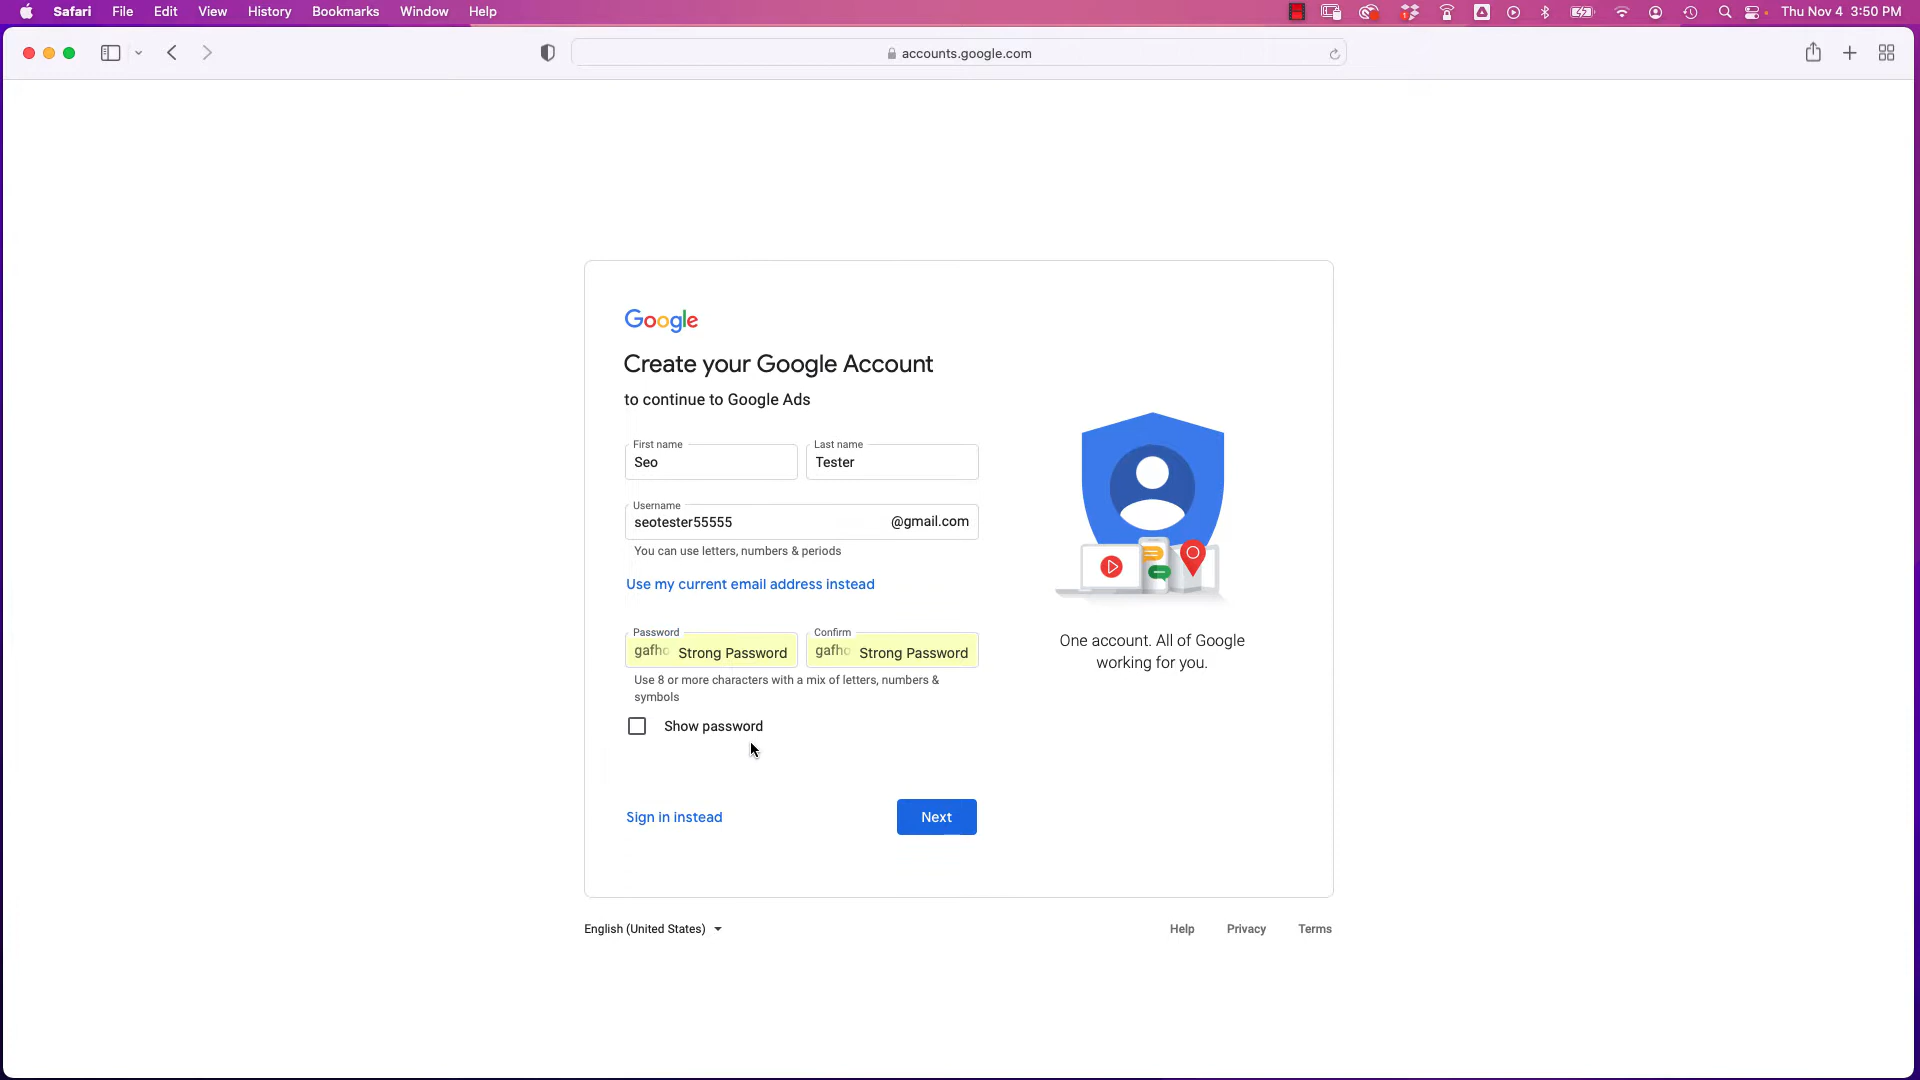 Safari File Edit View History Bookmarks Window Help Thu Nov 4 3:50 PM
accounts.google.com
Google
Create your Google Account
to continue to Google Ads
First name Last name
Seo Tester
Username
seotester55555 @gmail.com
You can use letters, numbers & periods
Use my current email address instead
Password Confirm
gafho Strong Password gafho Strong Password
Use 8 or more characters with a mix of letters, numbers &
symbols
Show password
Sign in instead Next
One account. All of Google
working for you.
English (United States) Help Privacy Terms